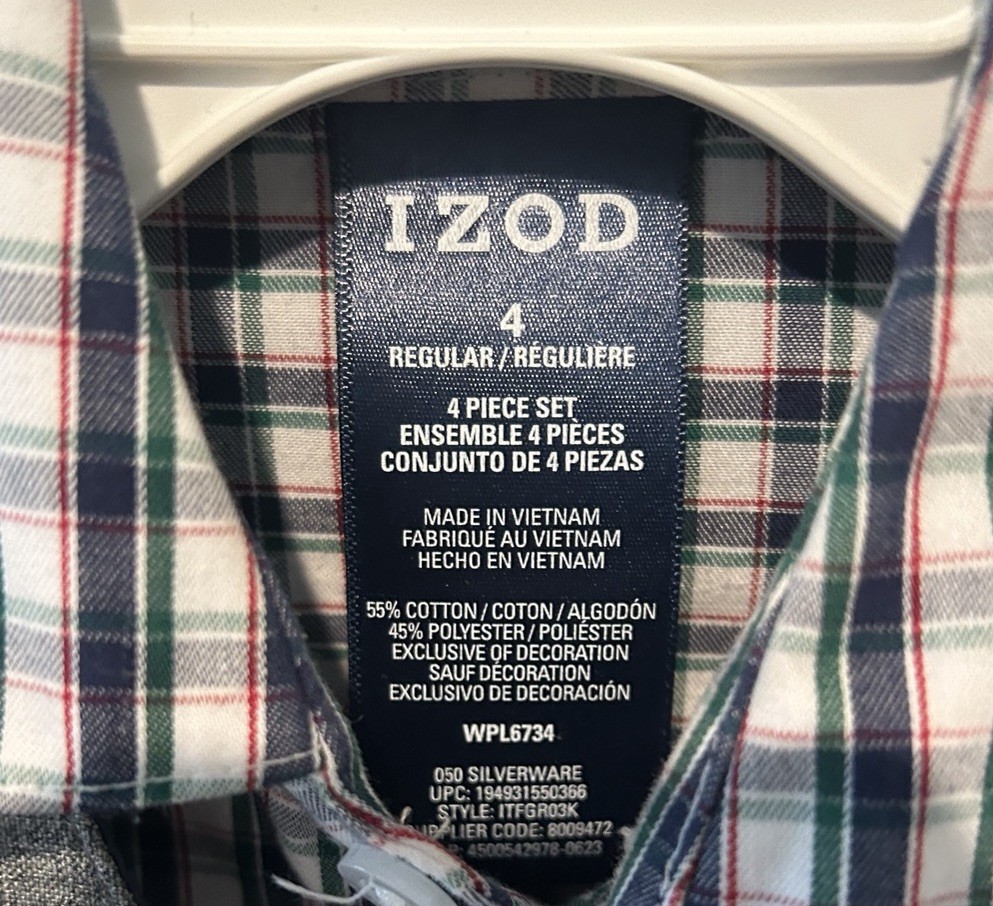 IZOD
4
REGULAR / RÉGULIÈRE
4 PIECE SET
ENSEMBLE 4 PIÈCES
CONJUNTO DE 4 PIEZAS
MADE IN VIETNAM
FABRIQUÉ AU VIETNAM
HECHO EN VIETNAM
55% COTTON / COTON / ALGODÓN
45% POLYESTER / POLIÉSTER
EXCLUSIVE OF DECORATION
SAUF DÉCORATION
EXCLUSIVO DE DECORACIÓN
WPL6734
050 SILVERWARE
UPC: 194931550366
STYLE: ITFGR03K
CODE: 8009472
4500542978-0623